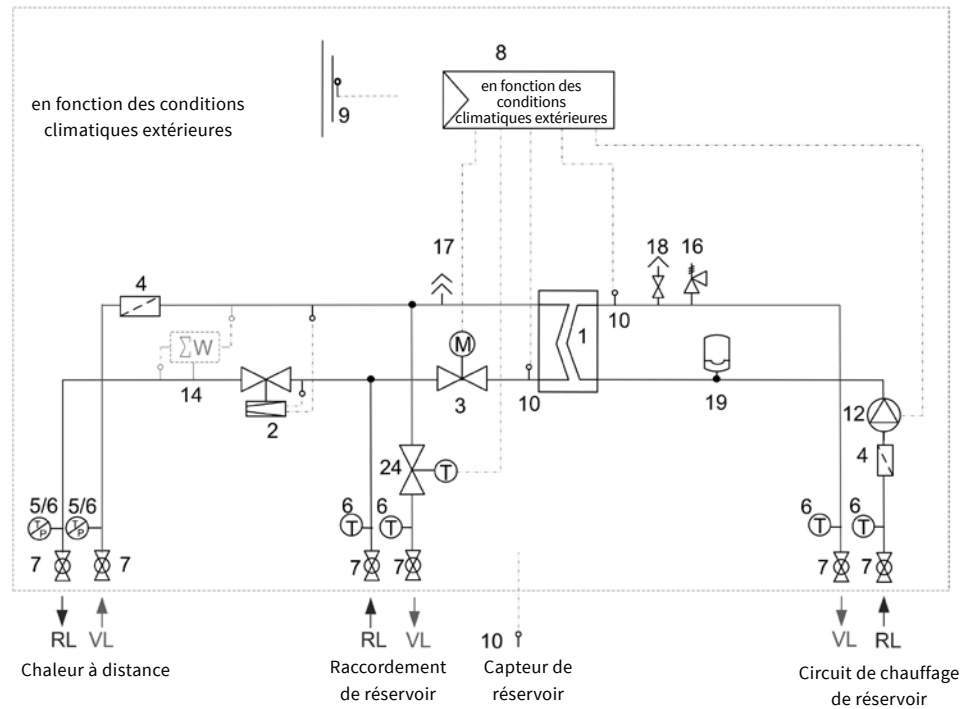 8
en fonction des
conditions
climatiques extérieures
en fonction des conditions
climatiques extérieures
9
17
18
16
4
10
1
M
ΣW
14
2
3
10
19
12
24
T
4
5/6
5/6
6
6
6
6
T/P
T/P
T
T
T
T
7
7
7
7
7
7
RL
VL
RL
VL
10
VL
RL
Chaleur à distance
Raccordement
de réservoir
Capteur de
réservoir
Circuit de chauffage
de réservoir